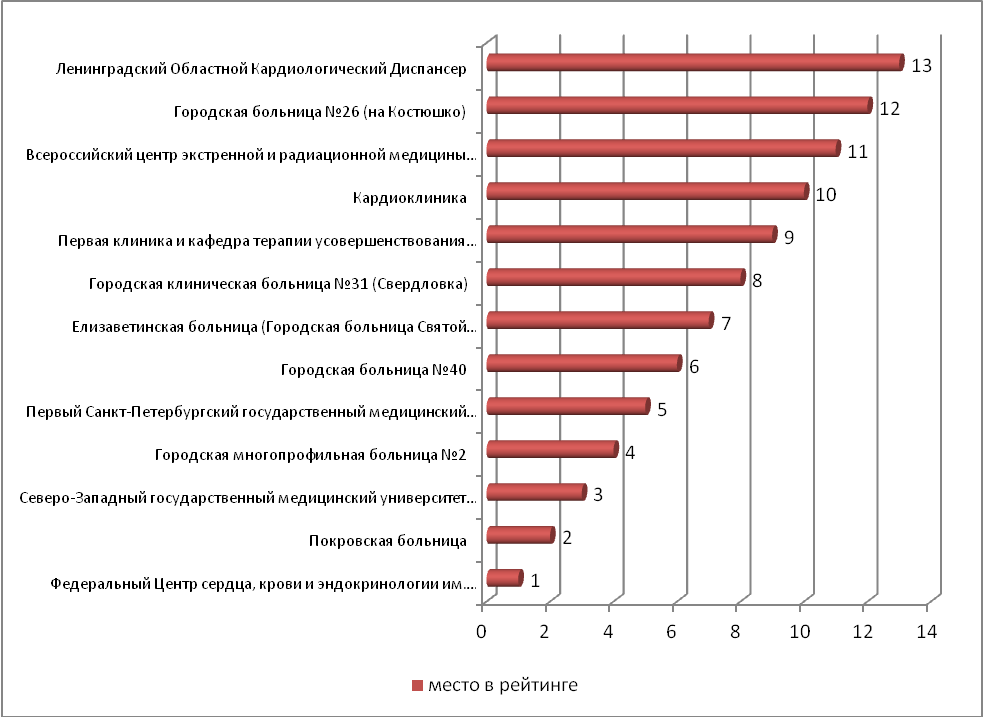 Ленинградский Областной Кардиологический Диспансер
13
Городская больница №26 (на Костюшко)
12
Всероссийский центр экстренной и радиационной медицины...
11
Кардиоклиника
10
Первая клиника и кафедра терапии усовершенствования...
9
Городская клиническая больница №31 (Свердловка)
8
Елизаветинская больница (Городская больница Святой...
7
Городская больница №40
6
Первый Санкт-Петербургский государственный медицинский...
5
Городская многопрофильная больница №2
4
Северо-Западный государственный медицинский университет...
3
Покровская больница
2
Федеральный Центр сердца, крови и эндокринологии им....
1
0 2 4 6 8 10 12 14
место в рейтинге